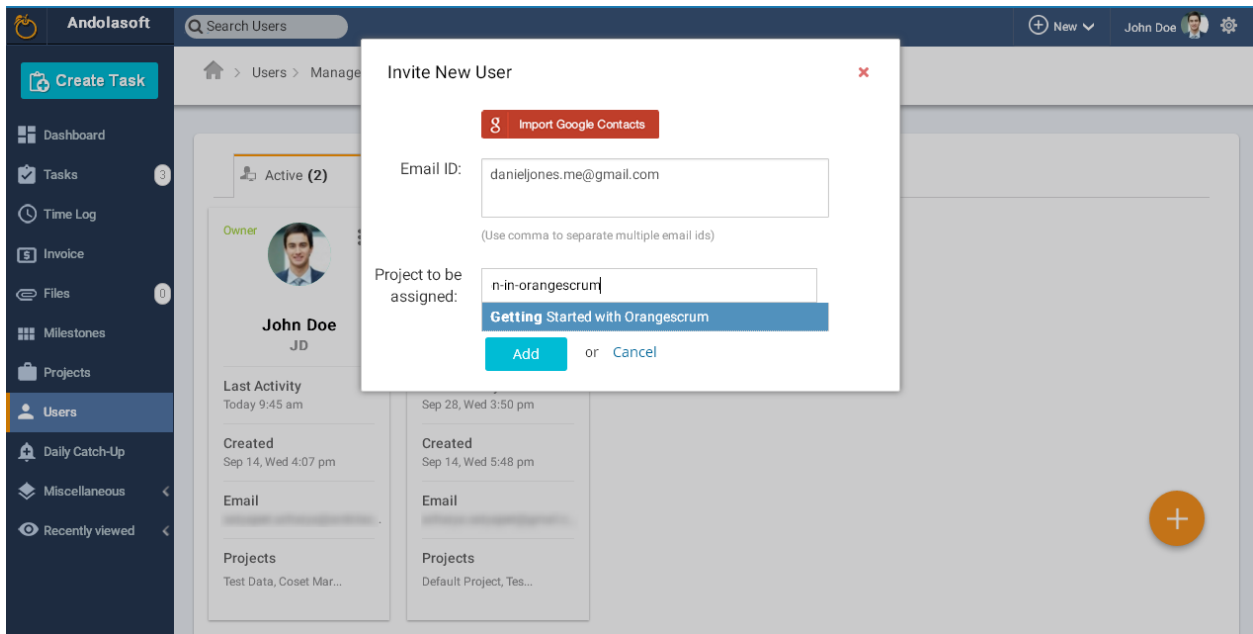 Andolasoft
Search Users
New
John Doe
Create Task
Users > Manage
Dashboard
Tasks 3
Time Log
Invoice
Files 0
Milestones
Projects
Users
Daily Catch-Up
Miscellaneous
Recently viewed
Active (2)
Owner
John Doe
JD
Last Activity
Today 9:45 am
Created
Sep 14, Wed 4:07 pm
Email
Projects
Test Data, Coset Mar...
Sep 28, Wed 3:50 pm
Created
Sep 14, Wed 5:48 pm
Email
Projects
Default Project, Tes...
Invite New User
Import Google Contacts
Email ID:
danieljones.me@gmail.com
(Use comma to separate multiple email ids)
Project to be
assigned:
n-in-orangescrum
Getting Started with Orangescrum
Add or Cancel